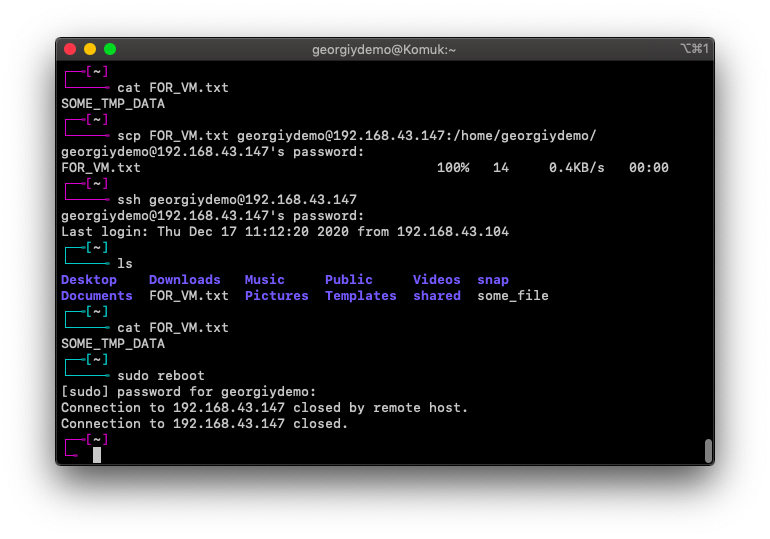 georgiydemo@Komuk:~
⌥⌘1
[~]
cat FOR_VM.txt
SOME_TMP_DATA
[~]
scp FOR_VM.txt georgiydemo@192.168.43.147:/home/georgiydemo/
georgiydemo@192.168.43.147's password:
FOR_VM.txt 100% 14 0.4KB/s 00:00
[~]
ssh georgiydemo@192.168.43.147
georgiydemo@192.168.43.147's password:
Last login: Thu Dec 17 11:12:20 2020 from 192.168.43.104
[~]
ls
Desktop Downloads Music Public Videos snap
Documents FOR_VM.txt Pictures Templates shared some_file
[~]
cat FOR_VM.txt
SOME_TMP_DATA
[~]
sudo reboot
[sudo] password for georgiydemo:
Connection to 192.168.43.147 closed by remote host.
Connection to 192.168.43.147 closed.
[~]